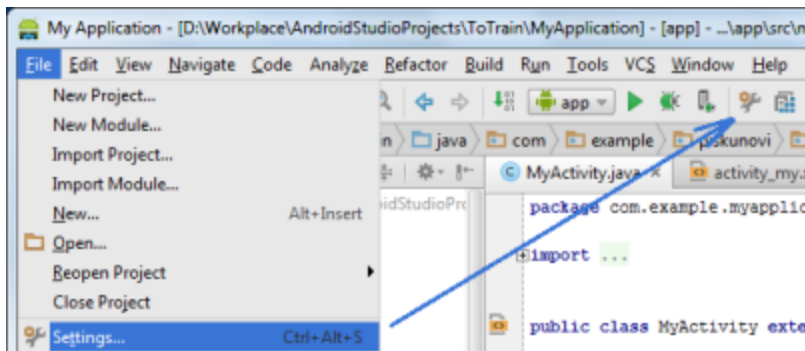 My Application - [D:\Workplace\AndroidStudioProjects\ToTrain\MyApplication] - [app] - ...\app\src\m
File Edit View Navigate Code Analyze Refactor Build Run Tools VCS Window Help
New Project...
app
New Module...
in java com example piskunovi
Import Project...
Import Module...
MyActivity.java × activity_my.
New... Alt+Insert
idStudioPro
package com.example.myapplic
Open...
import ...
Reopen Project
Close Project
Settings... Ctrl+Alt+S
public class MyActivity exte